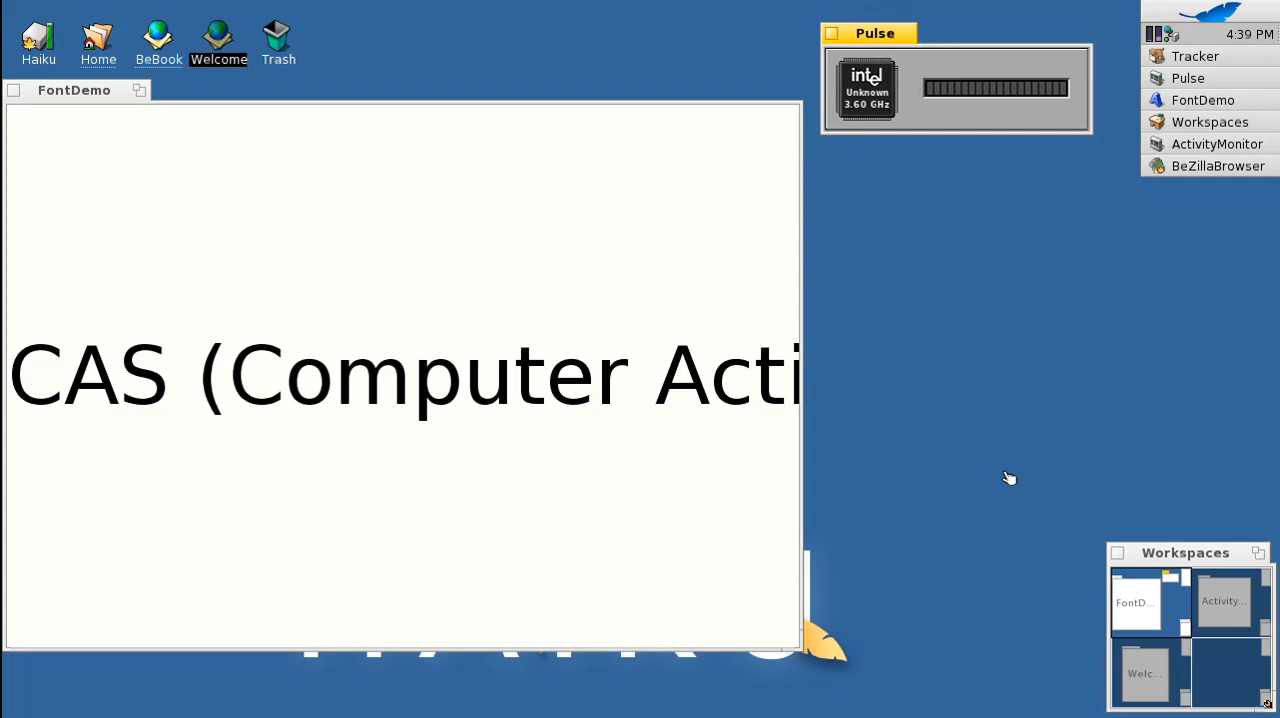 Haiku
Home
BeBook
Welcome
Trash
Pulse
intel
Unknown
3.60 GHz
4:39 PM
Tracker
Pulse
FontDemo
Workspaces
ActivityMonitor
BeZillaBrowser
FontDemo
CAS (Computer Acti
Workspaces
FontD...
Activity...
Welc...